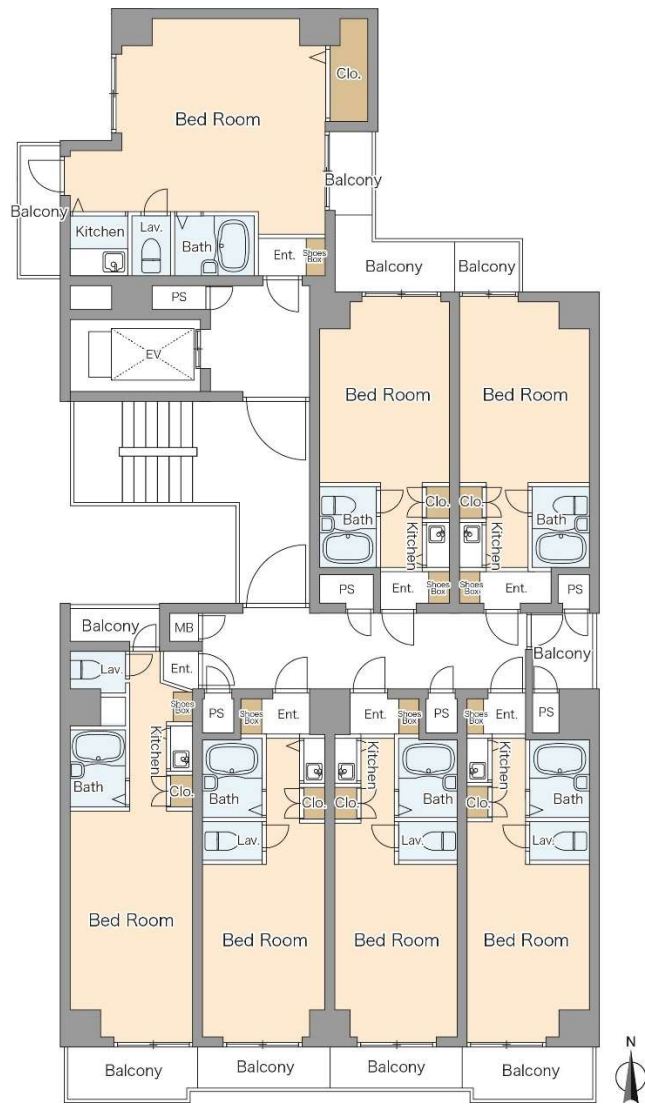 Clo.
Bed Room
Balcony
Balcony
Kitchen
Lav.
Bath
Ent.
Shoes
Box
Balcony
Balcony
PS
EV
Bed Room
Bed Room
Bath
Clo.
Clo.
Bath
Kitchen
Kitchen
PS
Ent.
Shoes
Box
Shoes
Box
Ent.
PS
Balcony
MB
Balcony
Lav.
Ent.
Shoes
Box
Kitchen
Bath
Clo.
Bed Room
PS
Shoes
Box
Ent.
Bath
Clo.
Lav.
Bed Room
Ent.
Shoes
Box
PS
Kitchen
Clo.
Bath
Lav.
Bed Room
Shoes
Box
Ent.
PS
Kitchen
Clo.
Bath
Lav.
Bed Room
Balcony
Balcony
Balcony
Balcony
N